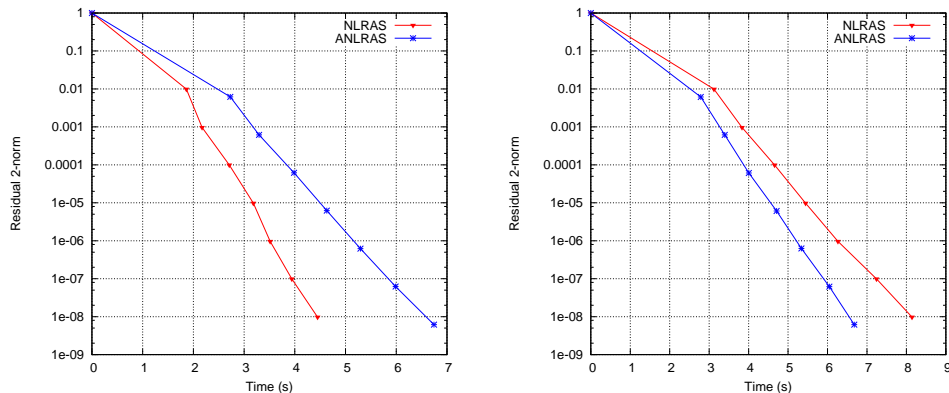 1
0.1
0.01
0.001
0.0001
1e-05
1e-06
1e-07
1e-08
1e-09
Residual 2-norm
NLRAS
ANLRAS
0 1 2 3 4 5 6 7
Time (s)
1
0.1
0.01
0.001
0.0001
1e-05
1e-06
1e-07
1e-08
1e-09
Residual 2-norm
NLRAS
ANLRAS
0 1 2 3 4 5 6 7 8 9
Time (s)